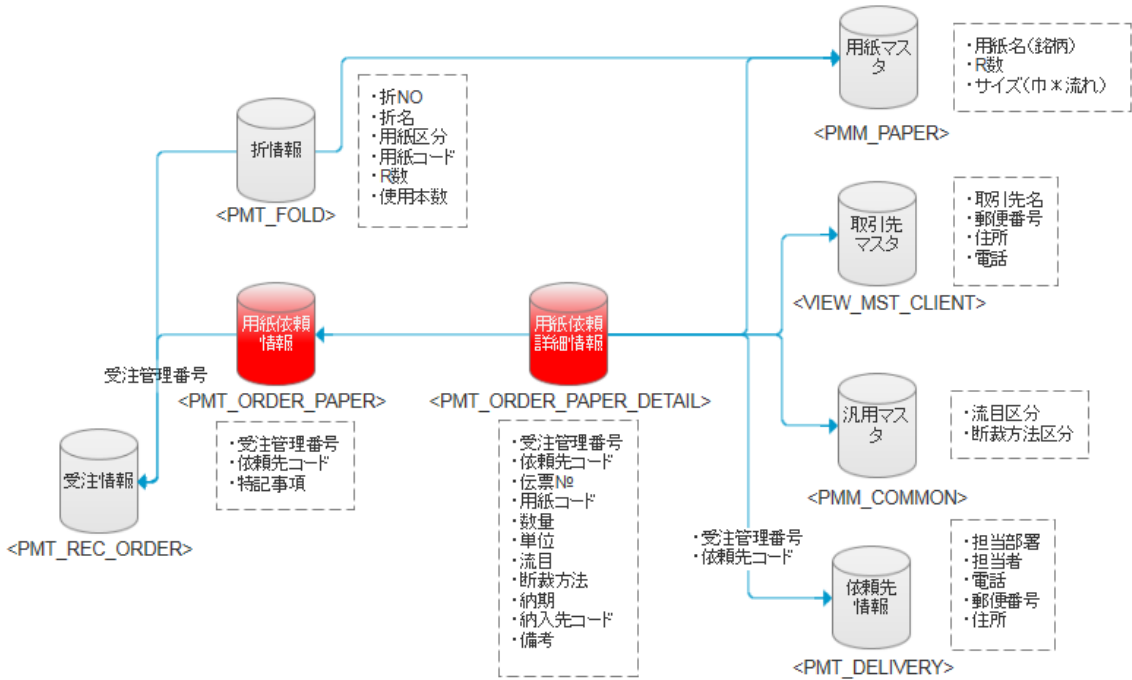 用紙マス
タ
<PMM_PAPER>
・用紙名(銘柄)
・R数
・サイズ(巾＊流れ)
折情報
<PMT_FOLD>
・折NO
・折名
・用紙区分
・用紙コード
・R数
・使用本数
取引先
マスタ
<VIEW_MST_CLIENT>
・取引先名
・郵便番号
・住所
・電話
用紙依頼
情報
<PMT_ORDER_PAPER>
・受注管理番号
・依頼先コード
・特記事項
用紙依頼
詳細情報
<PMT_ORDER_PAPER_DETAIL>
・受注管理番号
・依頼先コード
・伝票№
・用紙コード
・数量
・単位
・流目
・断裁方法
・納期
・納入先コード
・備考
受注管理番号
受注情報
<PMT_REC_ORDER>
汎用マス
タ
<PMM_COMMON>
・流目区分
・断裁方法区分
・受注管理番号
・依頼先コード
依頼先
情報
<PMT_DELIVERY>
・担当部署
・担当者
・電話
・郵便番号
・住所